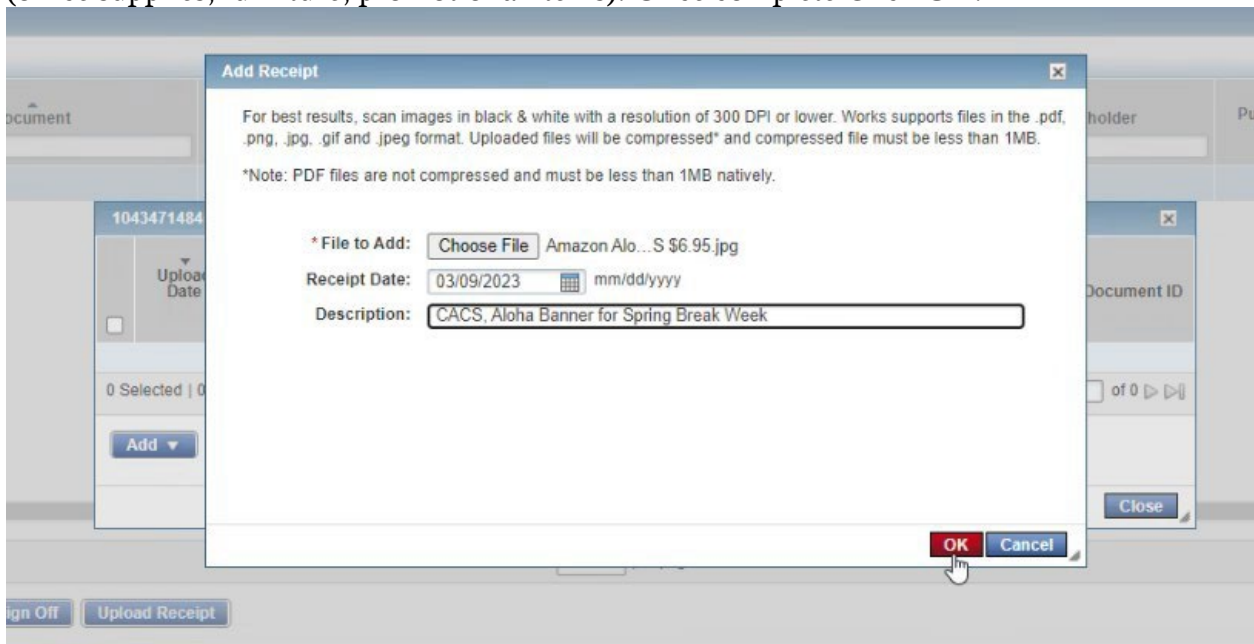 Add Receipt
For best results, scan images in black & white with a resolution of 300 DPI or lower. Works supports files in the .pdf,
.png, .jpg, .gif and .jpeg format. Uploaded files will be compressed* and compressed file must be less than 1MB.
*Note: PDF files are not compressed and must be less than 1MB natively.
*File to Add: Choose File Amazon Alo...S $6.95.jpg
Receipt Date: 03/09/2023 mm/dd/yyyy
Description: CACS, Aloha Banner for Spring Break Week
OK Cancel
ocument
holder
Pu
1043471484
Upload
Date
Document ID
0 Selected | 0
of 0
Add
Close
ign Off Upload Receipt